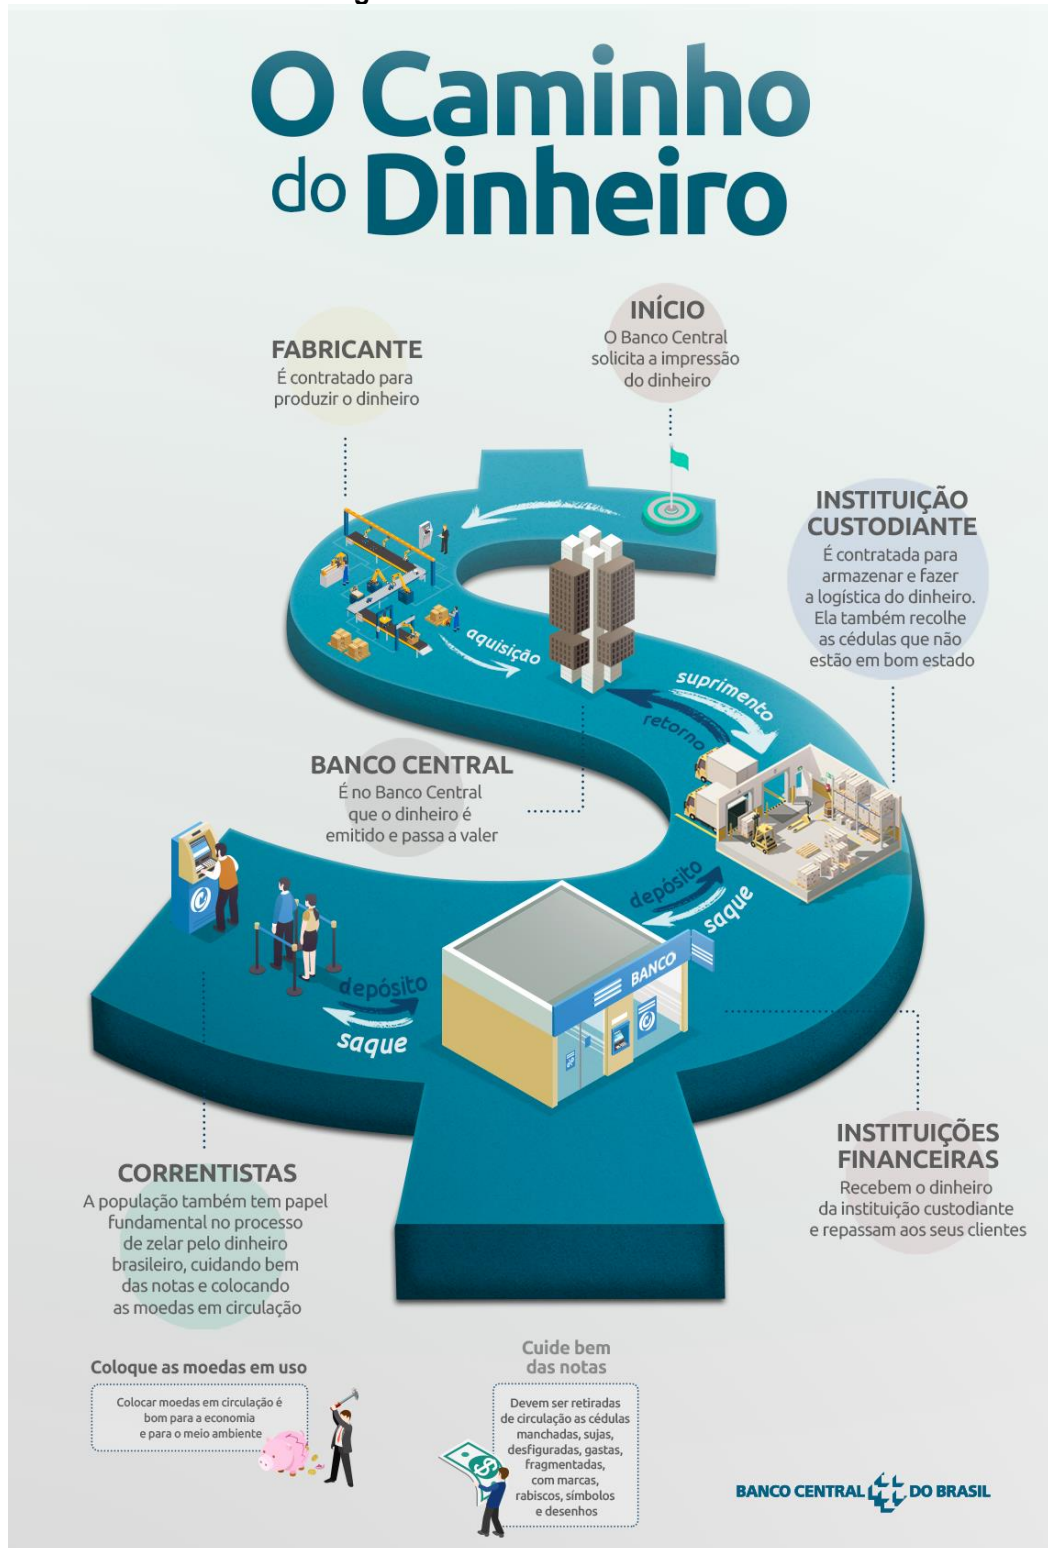 O Caminho
do Dinheiro
INÍCIO
O Banco Central
solicita a impressão
do dinheiro
FABRICANTE
É contratado para
produzir o dinheiro
INSTITUIÇÃO
CUSTODIANTE
É contratada para
armazenar e fazer
a logística do dinheiro.
Ela também recolhe
as cédulas que não
estão em bom estado
aquisição
suprimento
retorno
BANCO CENTRAL
É no Banco Central
que o dinheiro é
emitido e passa a valer
depósito
saque
BANCO
depósito
saque
INSTITUIÇÕES
FINANCEIRAS
Recebem o dinheiro
da instituição custodiante
e repassam aos seus clientes
CORRENTISTAS
A população também tem papel
fundamental no processo
de zelar pelo dinheiro
brasileiro, cuidando bem
das notas e colocando
as moedas em circulação
Coloque as moedas em uso
Colocar moedas em circulação é
bom para a economia
e para o meio ambiente
Cuide bem
das notas
Devem ser retiradas
de circulação as cédulas
manchadas, sujas,
desfiguradas, gastas,
fragmentadas,
com marcas,
rabiscos, símbolos
e desenhos
$
BANCO CENTRAL DO BRASIL